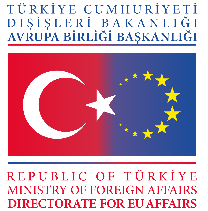 TÜRKİYE CUMHURİYETİ
DIŞİŞLERİ BAKANLIĞI
AVRUPA BİRLİĞİ BAŞKANLIĞI
REPUBLIC OF TÜRKİYE
MINISTRY OF FOREIGN AFFAIRS
DIRECTORATE FOR EU AFFAIRS